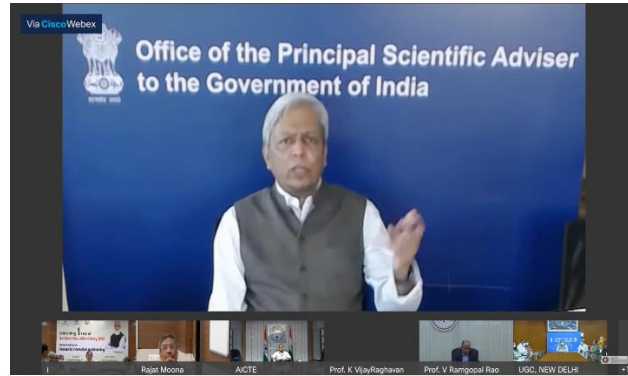 Via Cisco Webex
Office of the Principal Scientific Adviser
to the Government of India
Rajat Moona
AICTE
Prof. K VijayRaghavan
Prof. V Ramgopal Rao
UGC, NEW DELHI